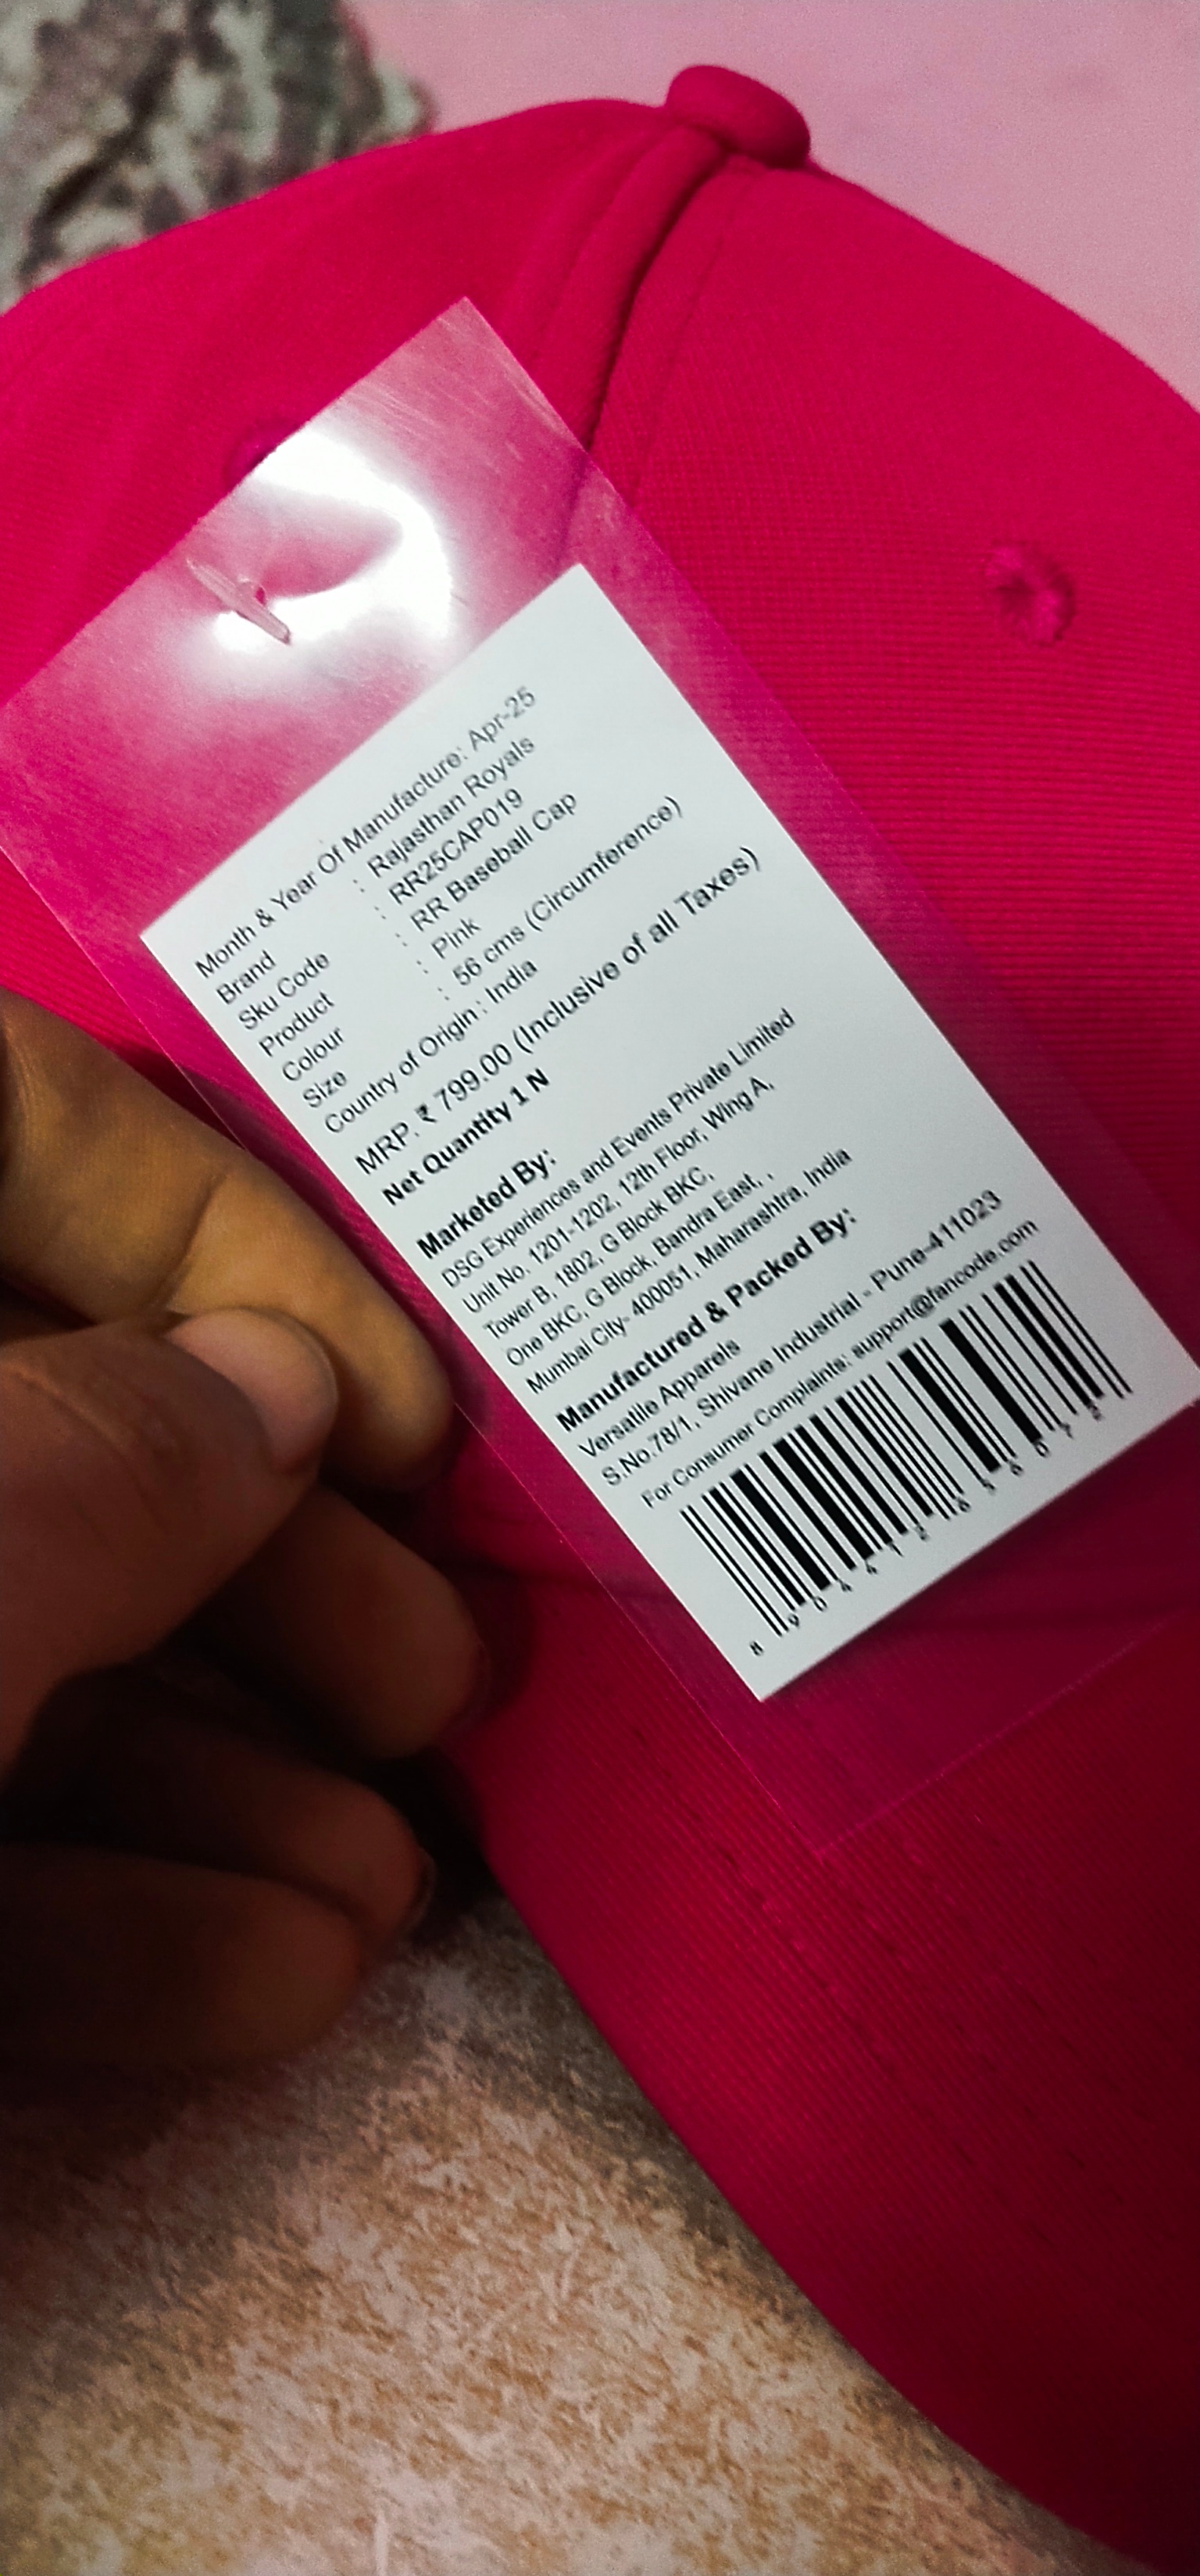 Month & Year Of Manufacture: Apr-25
Brand : Rajasthan Royals
Sku Code : RR25CAP019
Product : RR Baseball Cap
Colour : Pink
Size : 56 cms (Circumference)
Country of Origin : India
MRP. ₹ 799.00 (Inclusive of all Taxes)
Net Quantity 1 N
Marketed By:
DSG Experiences and Events Private Limited
Unit No. 1201-1202, 12th Floor, Wing A,
Tower B, 1802, G Block BKC,
One BKC, G Block, Bandra East, ,
Mumbai City- 400051, Maharashtra, India
Manufactured & Packed By:
Versatile Apparels
S.No.78/1, Shivane Industrial - Pune-411023
For Consumer Complaints: support@fancode.com